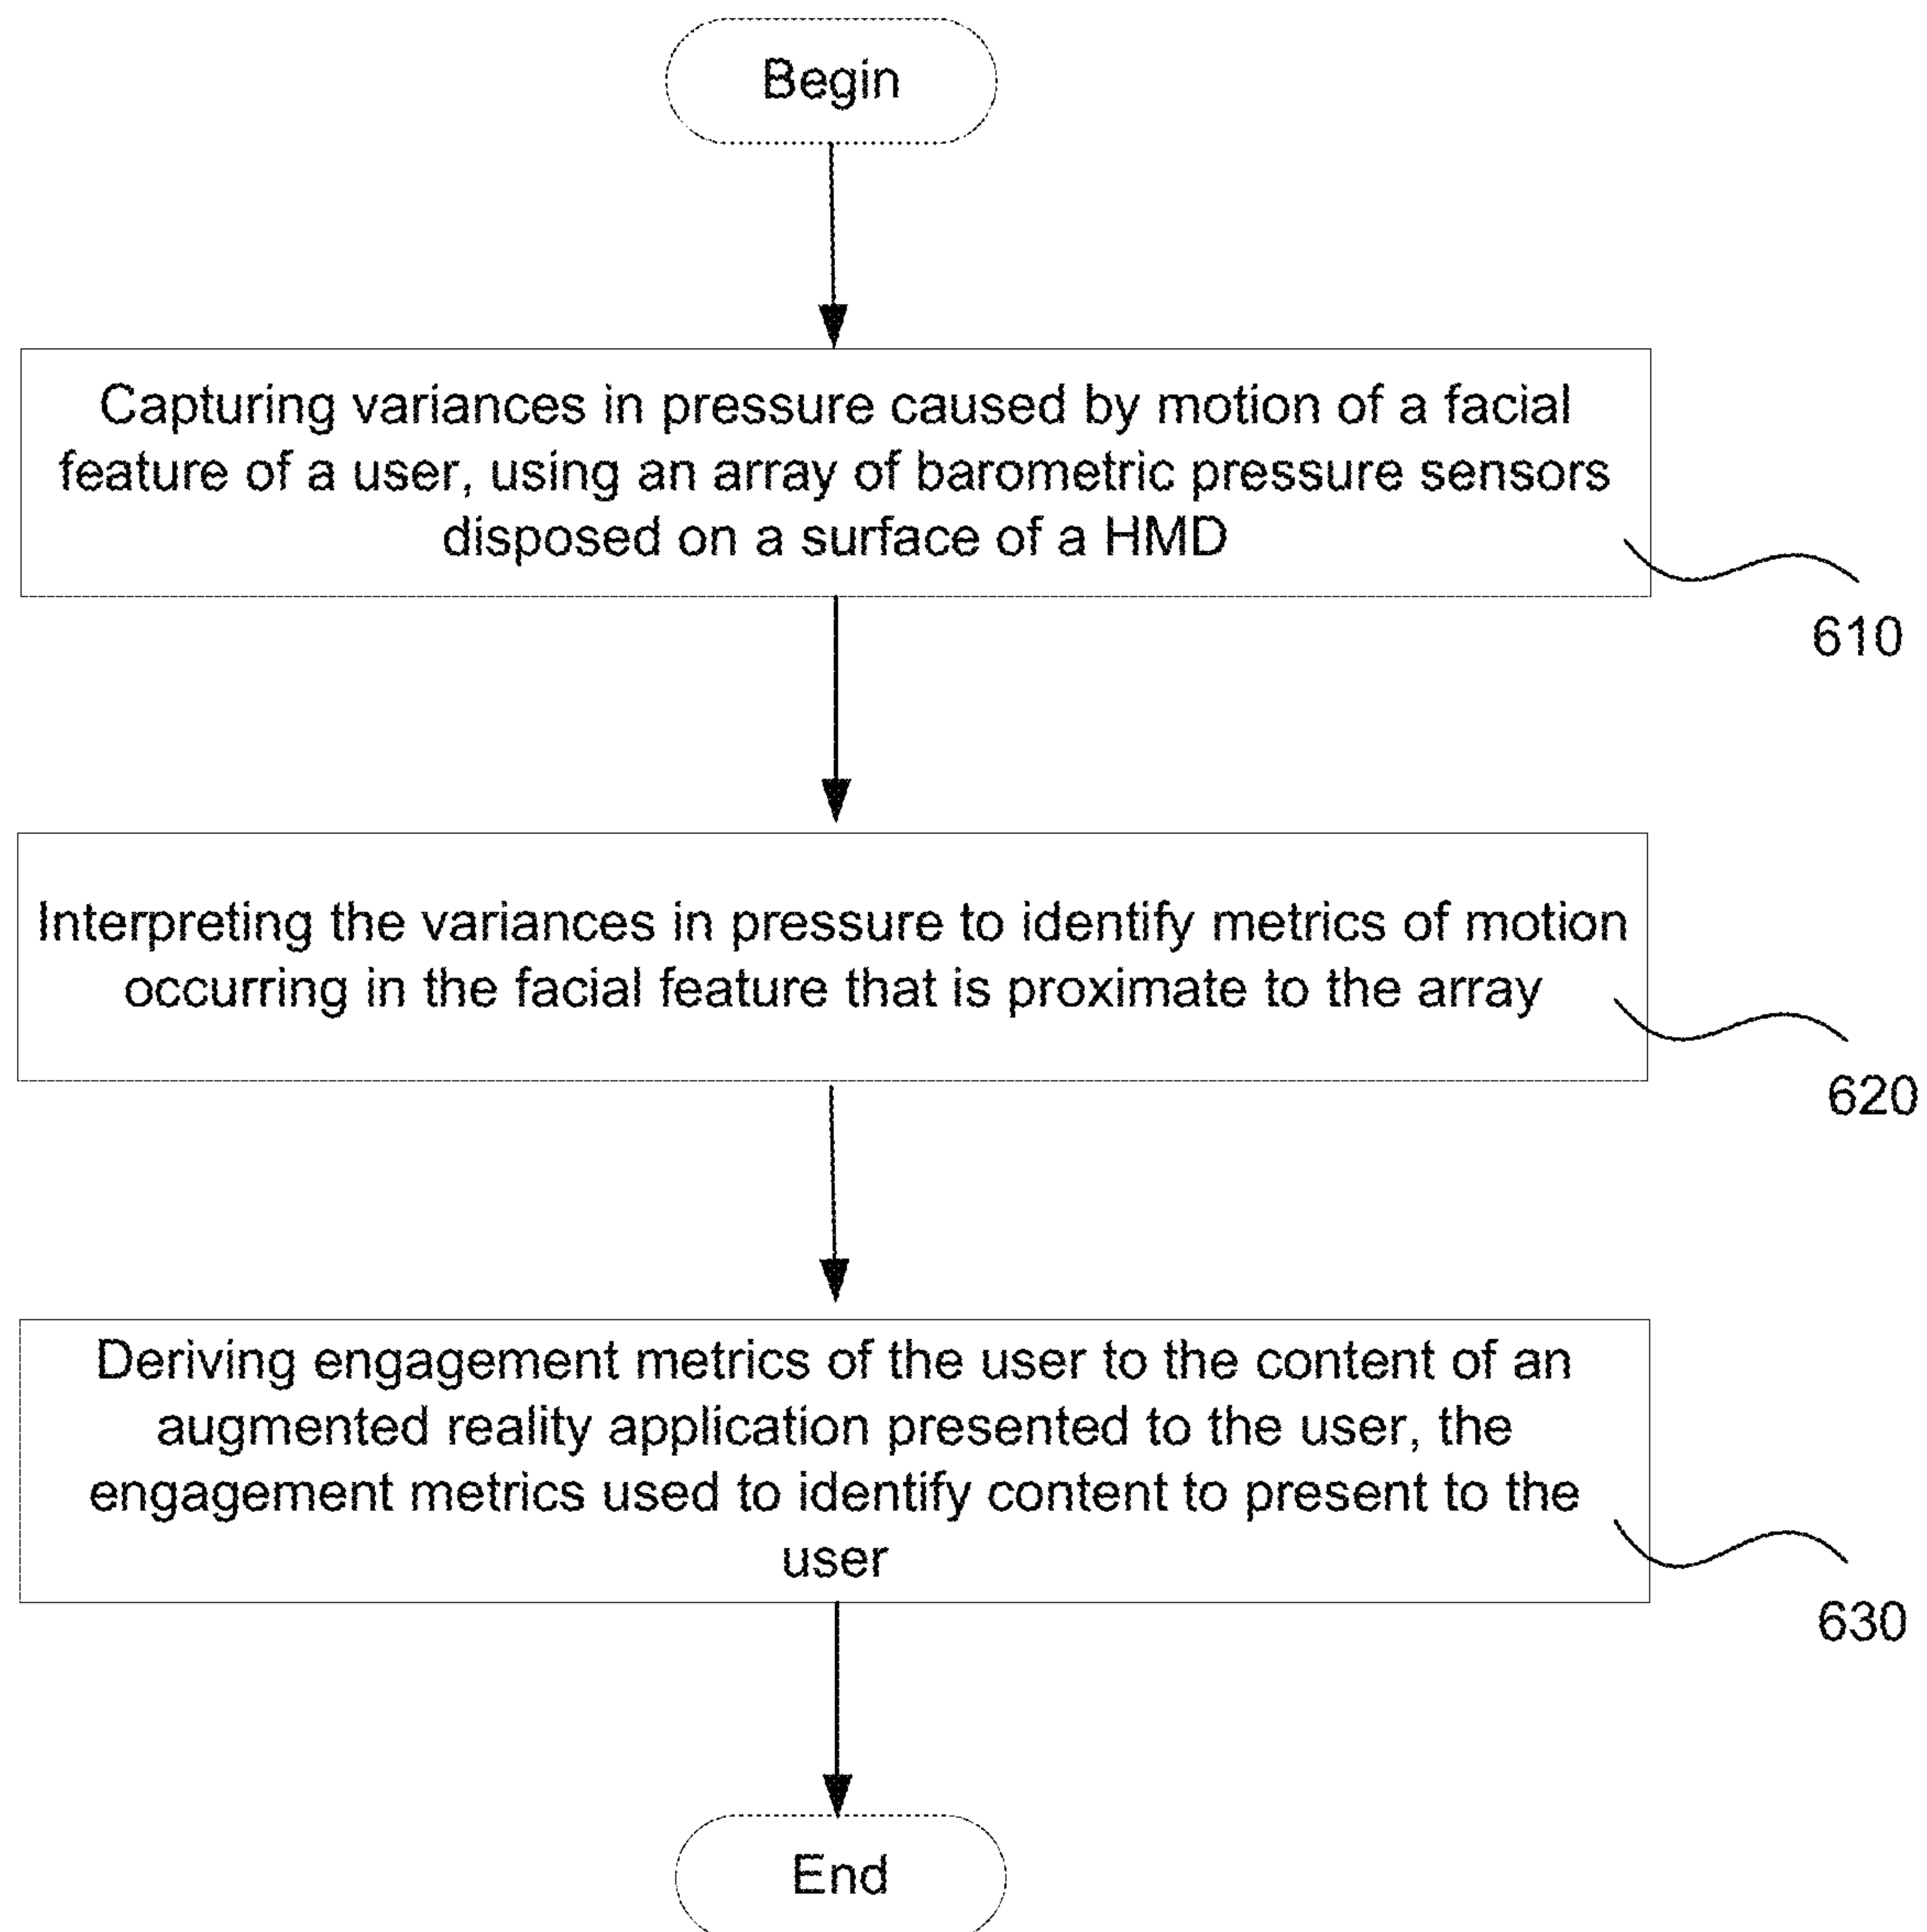 Begin
Capturing variances in pressure caused by motion of a facial
feature of a user, using an array of barometric pressure sensors
disposed on a surface of a HMD
610
Interpreting the variances in pressure to identify metrics of motion
occurring in the facial feature that is proximate to the array
620
Deriving engagement metrics of the user to the content of an
augmented reality application presented to the user, the
engagement metrics used to identify content to present to the
user
630
End